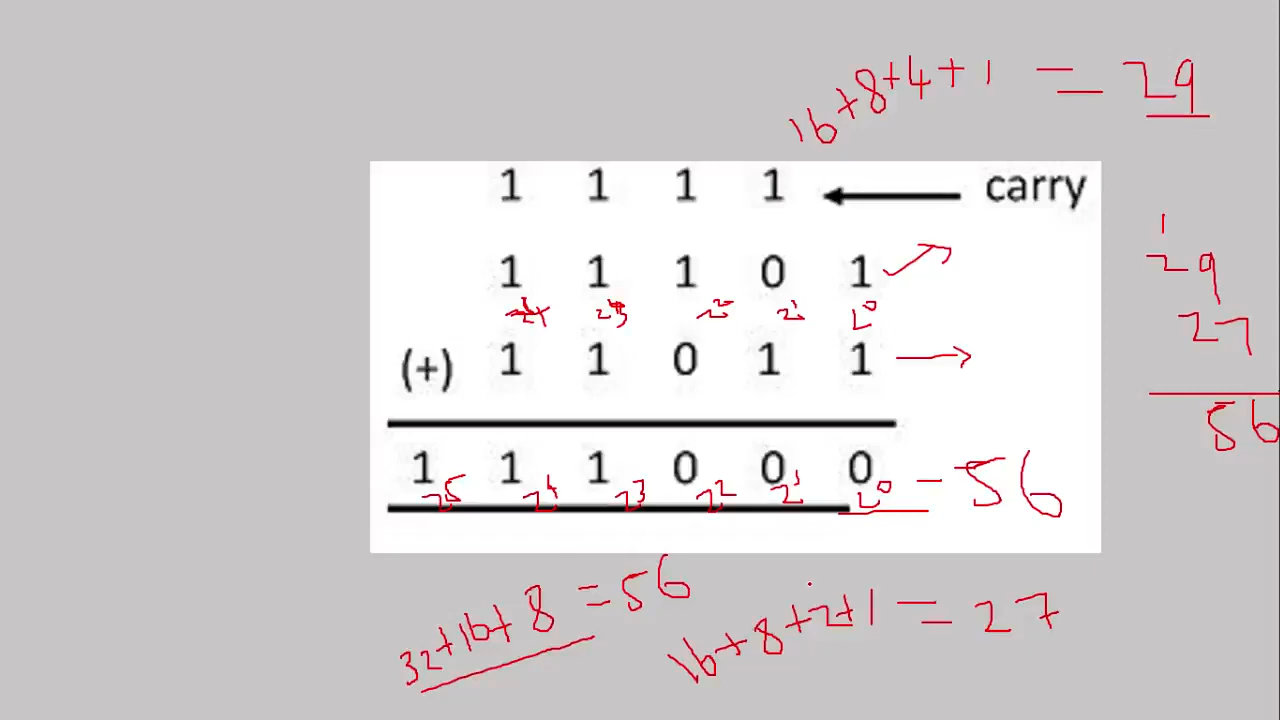 16+8+4+1 = 29
1 1 1 1 carry
1 1 1 0 1
2⁴ 2³ 2² 2¹ 2⁰
(+) 1 1 0 1 1
1 1 1 0 0 0 - 56
2⁵ 2⁴ 2³ 2² 2¹ 2⁰
1
29
27
56
32+16+8 = 56
16+8+2+1 = 27